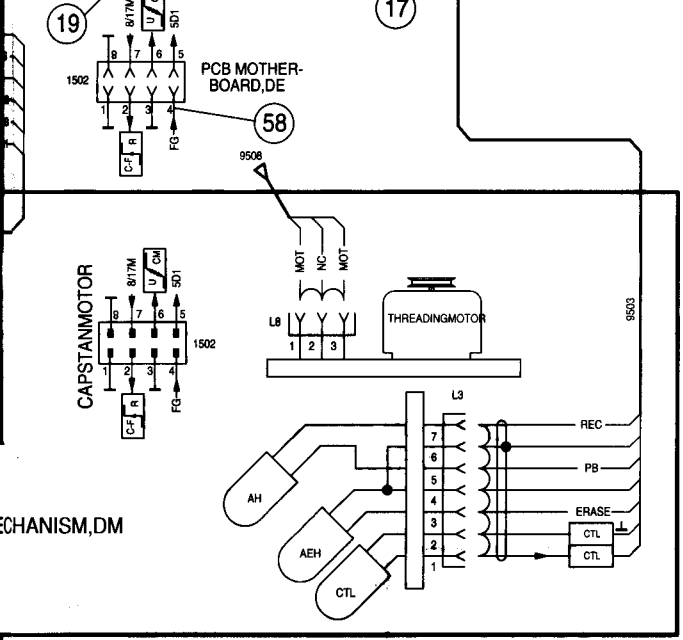 19
8/17M
U
5D1
17
8 7 6 5
1502
PCB MOTHER-
BOARD,DE
1 2 3 4
58
C-F R
FG
9508
CAPSTANMOTOR
8/17M
U CM
5D1
8 7 6 5
1502
1 2 3 4
C-F R
FG
MOT
NC
MOT
L8
1 2 3
THREADINGMOTOR
9503
L3
7
6
5
4
3
2
1
REC
PB
ERASE
CTL
CTL
AH
AEH
CTL
ECHANISM,DM